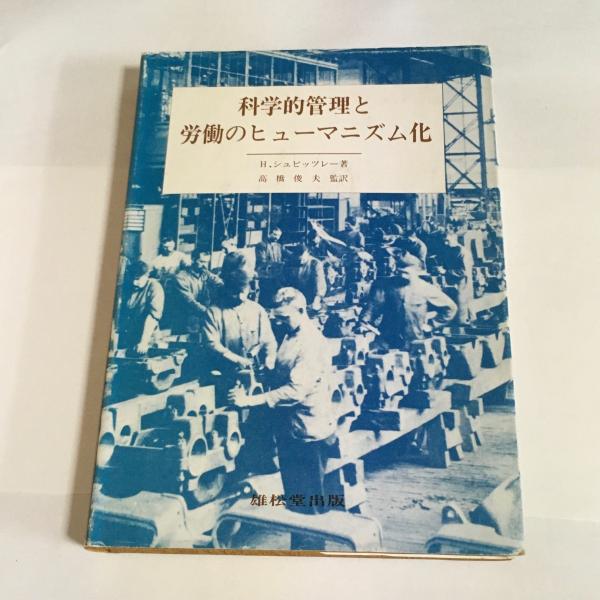 科学的管理と
労働のヒューマニズム化
H.シュピッツレー著
高橋俊夫監訳
雄松堂出版